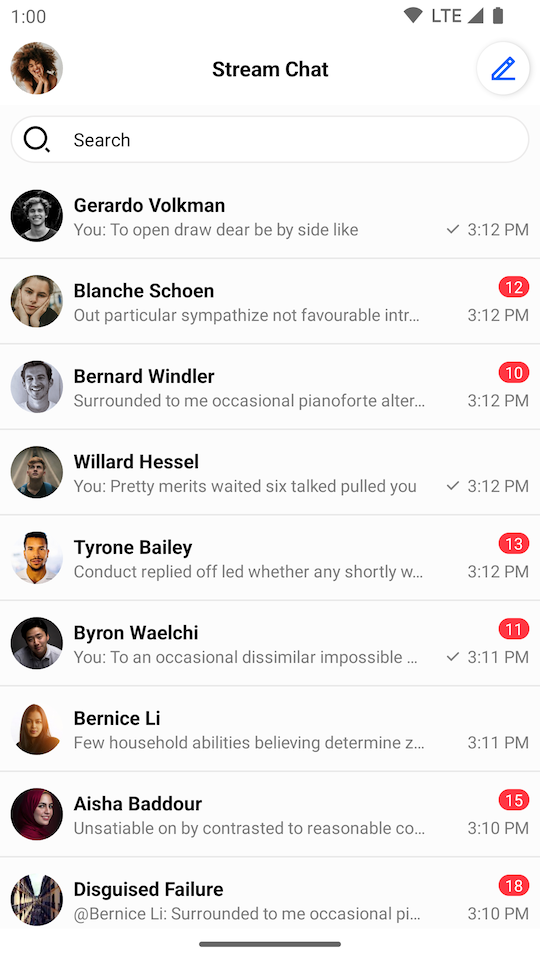 1:00 LTE
Stream Chat
Search
Gerardo Volkman
You: To open draw dear be by side like 3:12 PM
Blanche Schoen 12
Out particular sympathize not favourable intr... 3:12 PM
Bernard Windler 10
Surrounded to me occasional pianoforte alter... 3:12 PM
Willard Hessel
You: Pretty merits waited six talked pulled you 3:12 PM
Tyrone Bailey 13
Conduct replied off led whether any shortly w... 3:12 PM
Byron Waelchi 11
You: To an occasional dissimilar impossible ... 3:11 PM
Bernice Li
Few household abilities believing determine z... 3:11 PM
Aisha Baddour 15
Unsatiable on by contrasted to reasonable co... 3:10 PM
Disguised Failure 18
@Bernice Li: Surrounded to me occasional pi... 3:10 PM